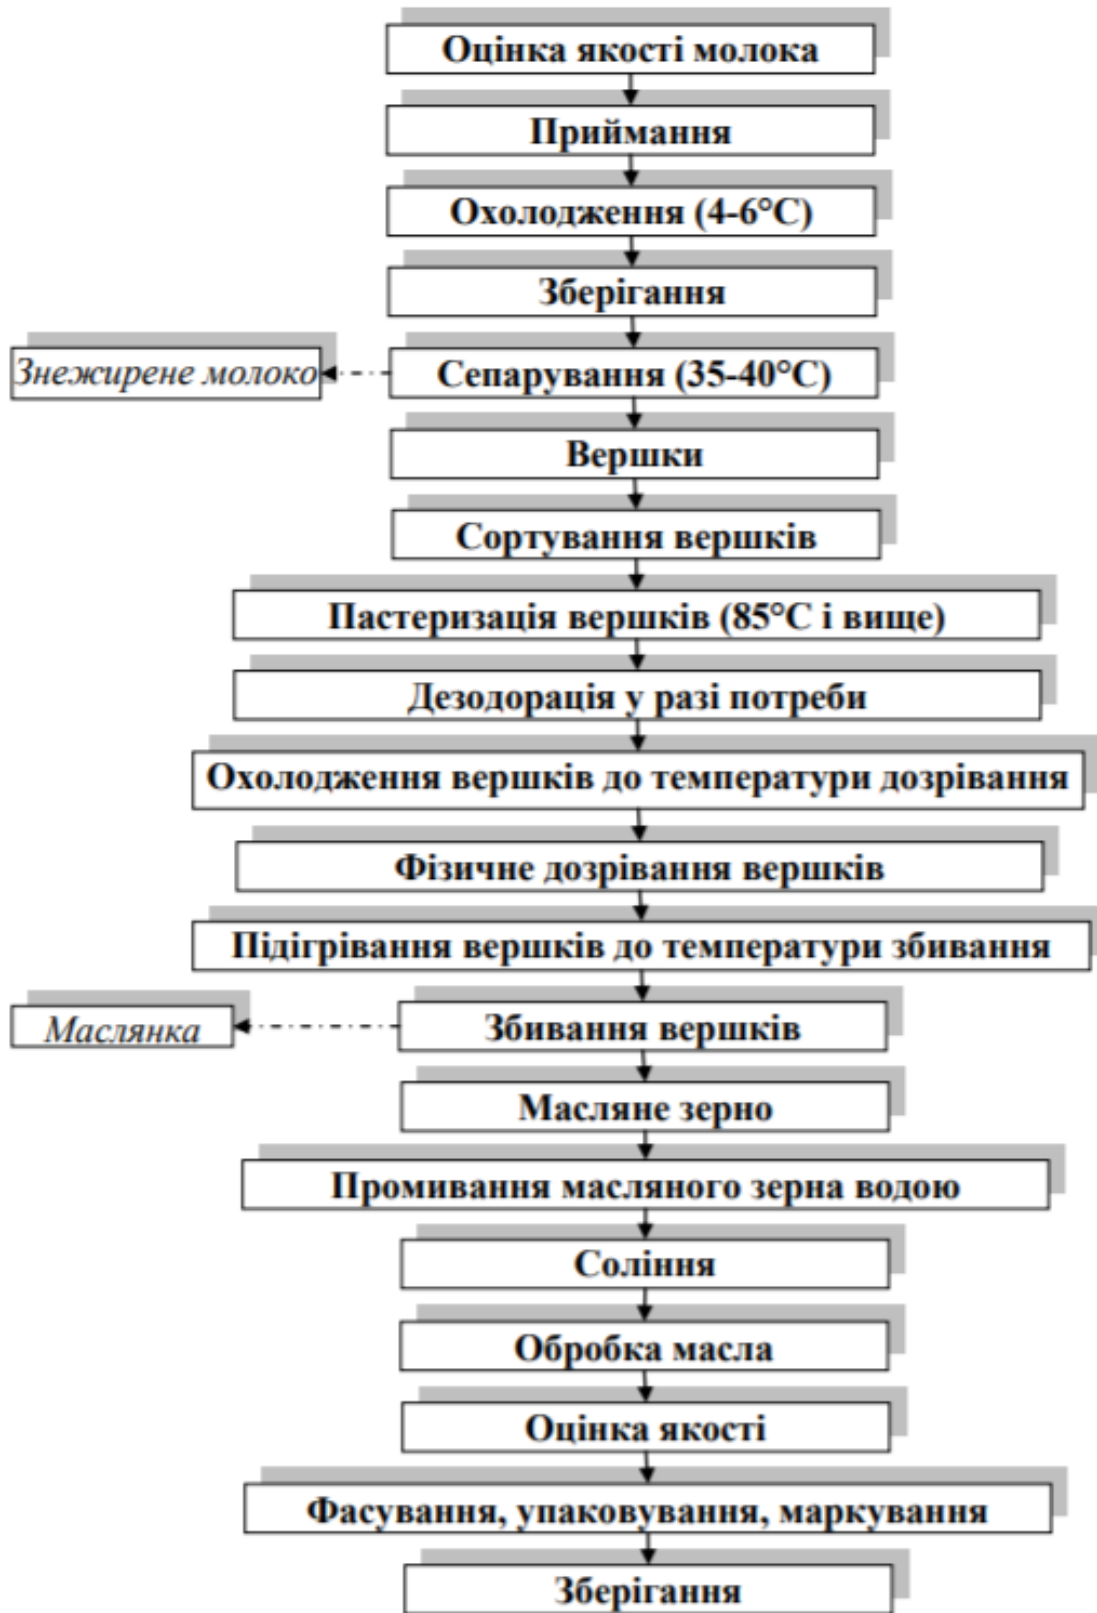 Оцінка якості молока
Приймання
Охолодження (4-6°С)
Зберігання
Знежирене молоко
Сепарування (35-40°С)
Вершки
Сортування вершків
Пастеризація вершків (85°С і вище)
Дезодорація у разі потреби
Охолодження вершків до температури дозрівання
Фізичне дозрівання вершків
Підігрівання вершків до температури збивання
Маслянка
Збивання вершків
Масляне зерно
Промивання масляного зерна водою
Соління
Обробка масла
Оцінка якості
Фасування, упаковування, маркування
Зберігання